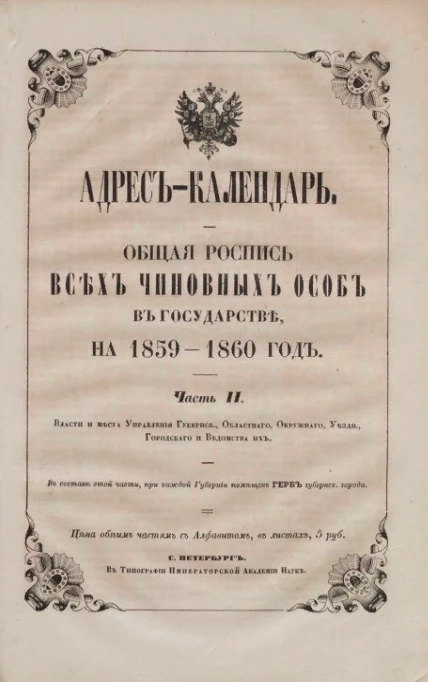 АДРЕСЪ-КАЛЕНДАРЬ.
ОБЩАЯ РОСПИСЬ
ВСѢХЪ ЧИНОВНЫХЪ ОСОБЪ
ВЪ ГОСУДАРСТВѢ,
НА 1859 — 1860 ГОДЪ.
Часть II.
Власти и мѣста Управленія Губернск., Областнаго, Окружнаго, Уѣздн.,
Городскаго и Вѣдомства ихъ.
Въ составѣ этой части, при каждой Губерніи помѣщенъ ГЕРБЪ губернск. города.
Цѣна обѣимъ частямъ съ Алфавитомъ, въ листахъ, 5 руб.
С. ПЕТЕРБУРГЪ.
Въ Типографіи Императорской Академіи Наукъ.